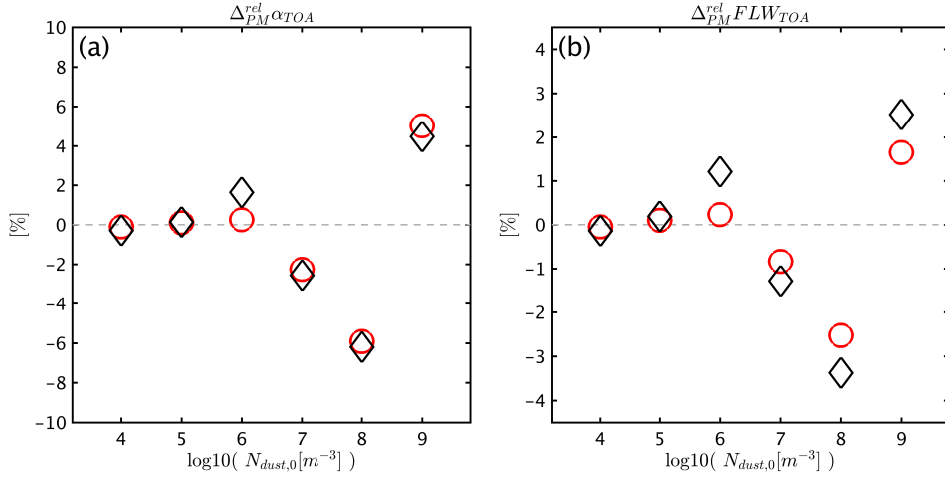 Δ_{PM}^{rel} α_{TOA}
(a)
10
8
6
4
2
0
−2
−4
−6
−8
−10
[%]
4 5 6 7 8 9
log10( N_{dust,0}[m^{−3}] )
Δ_{PM}^{rel} FLW_{TOA}
(b)
4
3
2
1
0
−1
−2
−3
−4
[%]
4 5 6 7 8 9
log10( N_{dust,0}[m^{−3}] )